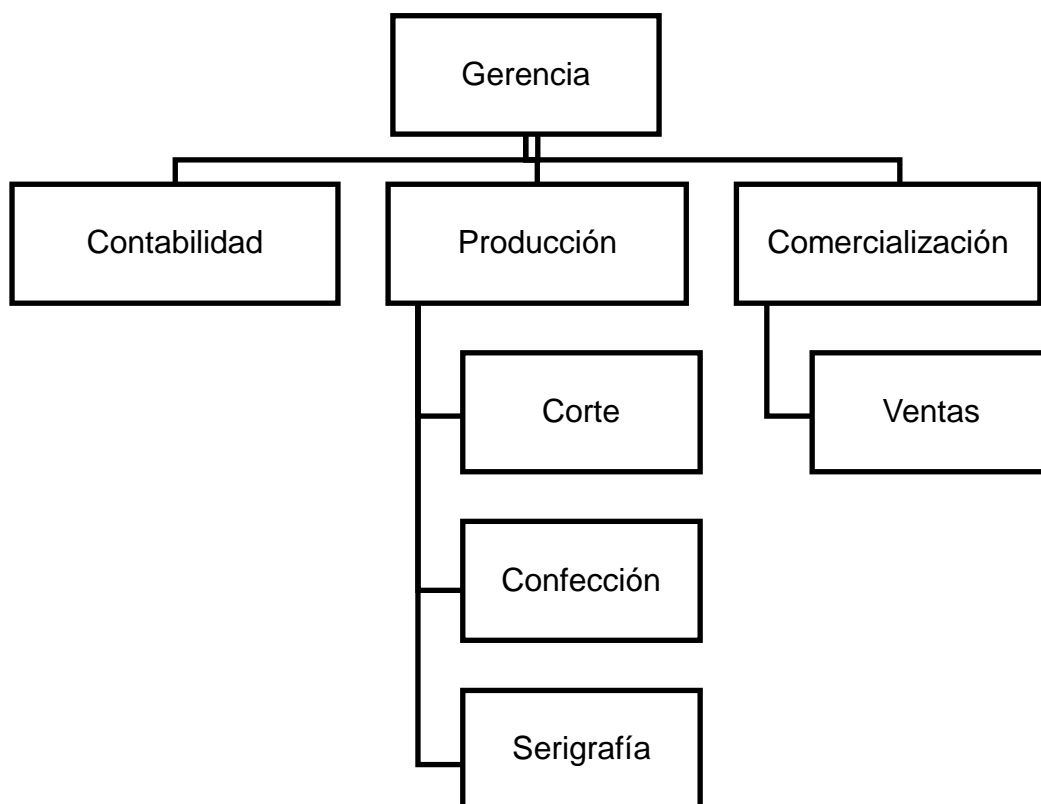 Gerencia
Contabilidad
Producción
Comercialización
Corte
Ventas
Confección
Serigrafía